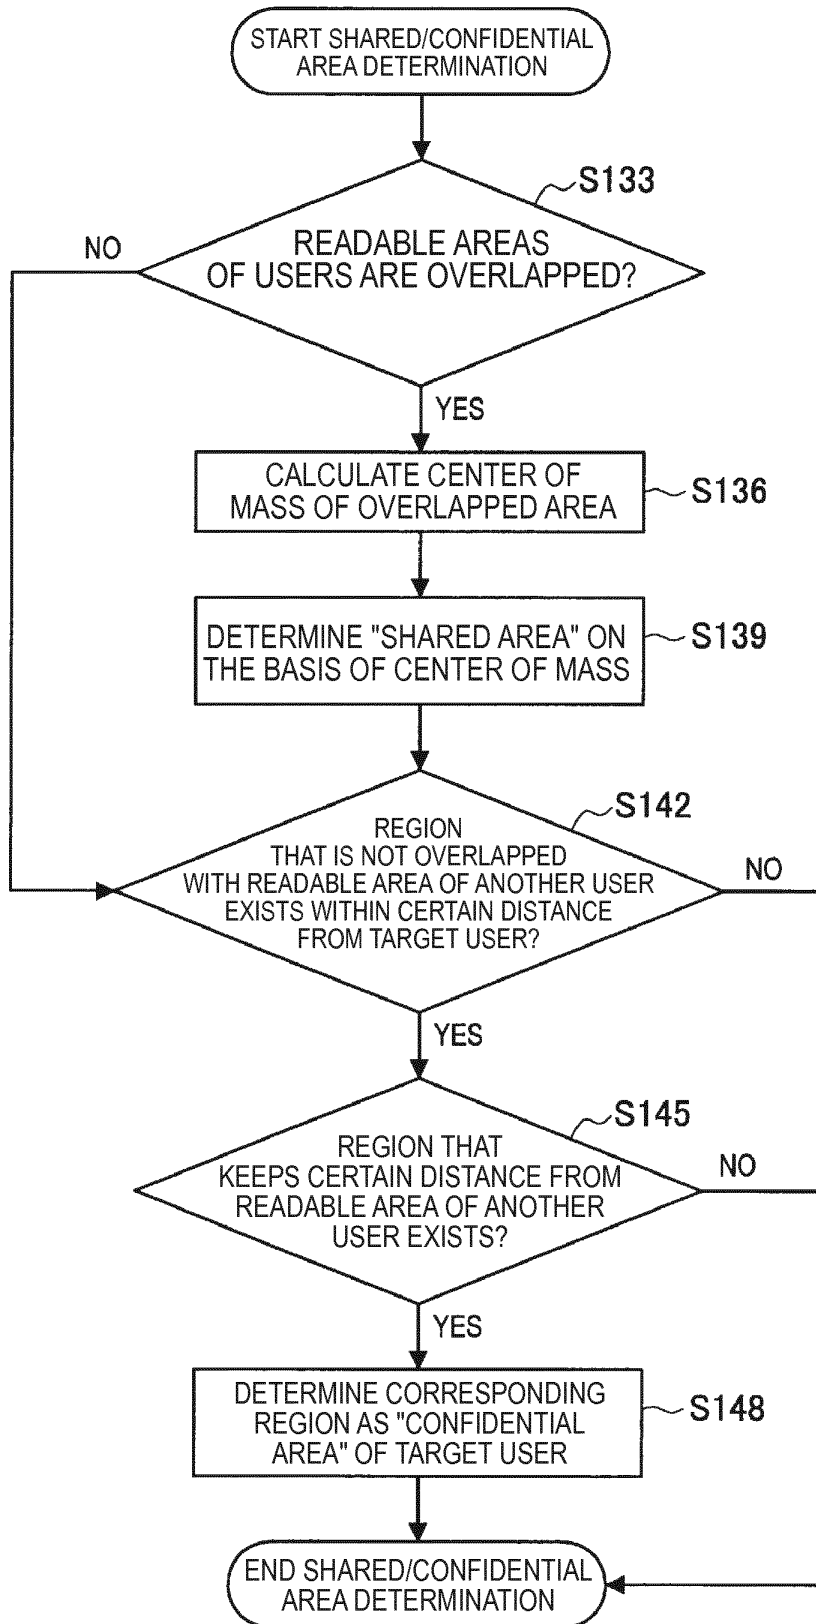 START SHARED/CONFIDENTIAL
AREA DETERMINATION
S133
NO
READABLE AREAS
OF USERS ARE OVERLAPPED?
YES
CALCULATE CENTER OF
MASS OF OVERLAPPED AREA
S136
DETERMINE "SHARED AREA" ON
THE BASIS OF CENTER OF MASS
S139
S142
REGION
THAT IS NOT OVERLAPPED
WITH READABLE AREA OF ANOTHER USER
EXISTS WITHIN CERTAIN DISTANCE
FROM TARGET USER?
NO
YES
S145
REGION THAT
KEEPS CERTAIN DISTANCE FROM
READABLE AREA OF ANOTHER
USER EXISTS?
NO
YES
DETERMINE CORRESPONDING
REGION AS "CONFIDENTIAL
AREA" OF TARGET USER
S148
END SHARED/CONFIDENTIAL
AREA DETERMINATION